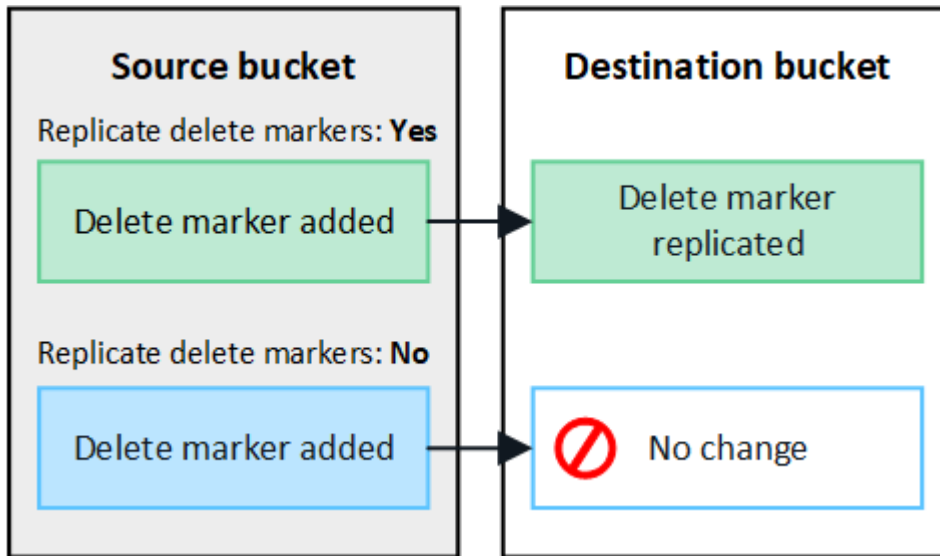 Source bucket
Replicate delete markers: Yes
Delete marker added
Replicate delete markers: No
Delete marker added
Destination bucket
Delete marker
replicated
No change